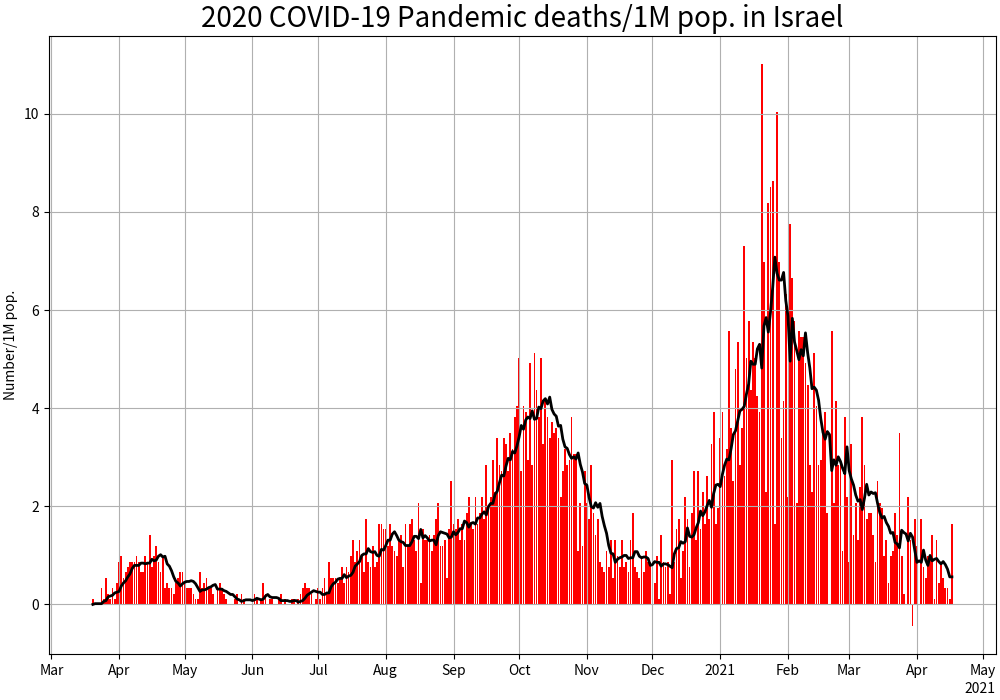 2020 COVID-19 Pandemic deaths/1M pop. in Israel
Number/1M pop.
10
8
6
4
2
0
Mar Apr May Jun Jul Aug Sep Oct Nov Dec 2021 Feb Mar Apr May
2021